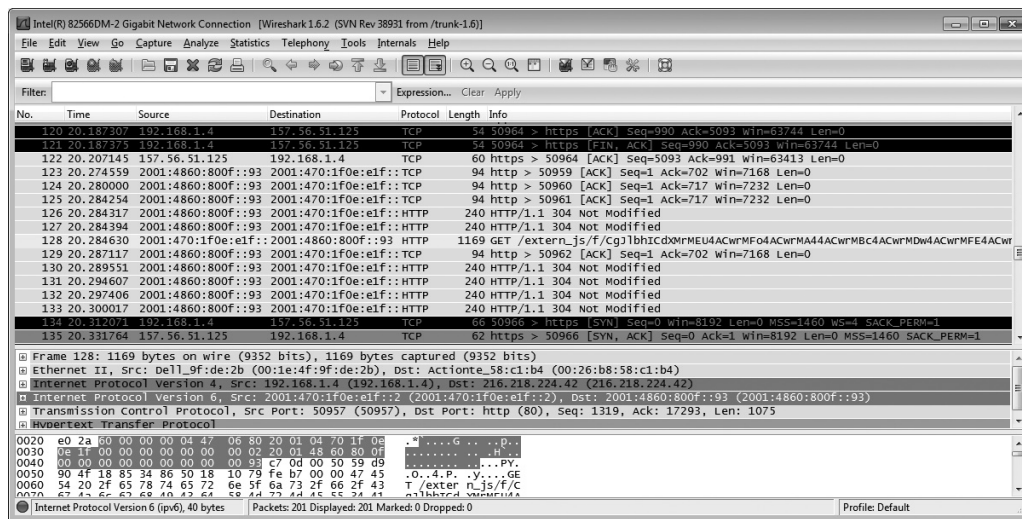 Intel(R) 82566DM-2 Gigabit Network Connection [Wireshark 1.6.2 (SVN Rev 38931 from /trunk-1.6)]
File Edit View Go Capture Analyze Statistics Telephony Tools Internals Help
Filter: Expression... Clear Apply
No. Time Source Destination Protocol Length Info
120 20.187307 192.168.1.4 157.56.51.125 TCP 54 50964 > https [ACK] Seq=990 Ack=5093 Win=63744 Len=0
121 20.187375 192.168.1.4 157.56.51.125 TCP 54 50964 > https [FIN, ACK] Seq=990 Ack=5093 Win=63744 Len=0
122 20.207145 157.56.51.125 192.168.1.4 TCP 60 https > 50964 [ACK] Seq=5093 Ack=991 Win=63413 Len=0
123 20.274559 2001:4860:800f::93 2001:470:1f0e:e1f:: TCP 94 http > 50959 [ACK] Seq=1 Ack=702 Win=7168 Len=0
124 20.280000 2001:4860:800f::93 2001:470:1f0e:e1f:: TCP 94 http > 50960 [ACK] Seq=1 Ack=717 Win=7232 Len=0
125 20.284254 2001:4860:800f::93 2001:470:1f0e:e1f:: TCP 94 http > 50961 [ACK] Seq=1 Ack=717 Win=7232 Len=0
126 20.284317 2001:4860:800f::93 2001:470:1f0e:e1f:: HTTP 240 HTTP/1.1 304 Not Modified
127 20.284394 2001:4860:800f::93 2001:470:1f0e:e1f:: HTTP 240 HTTP/1.1 304 Not Modified
128 20.284630 2001:470:1f0e:e1f:: 2001:4860:800f::93 HTTP 1169 GET /extern_js/f/CgJlbhICdXMrMEU4ACwrMFo4ACwrMA44ACwrMBc4ACwrMDw4ACwrMFE4ACwr
129 20.287117 2001:4860:800f::93 2001:470:1f0e:e1f:: TCP 94 http > 50962 [ACK] Seq=1 Ack=702 Win=7168 Len=0
130 20.289551 2001:4860:800f::93 2001:470:1f0e:e1f:: HTTP 240 HTTP/1.1 304 Not Modified
131 20.294607 2001:4860:800f::93 2001:470:1f0e:e1f:: HTTP 240 HTTP/1.1 304 Not Modified
132 20.297406 2001:4860:800f::93 2001:470:1f0e:e1f:: HTTP 240 HTTP/1.1 304 Not Modified
133 20.300017 2001:4860:800f::93 2001:470:1f0e:e1f:: HTTP 240 HTTP/1.1 304 Not Modified
134 20.312071 192.168.1.4 157.56.51.125 TCP 66 50966 > https [SYN] Seq=0 Win=8192 Len=0 MSS=1460 WS=4 SACK_PERM=1
135 20.331764 157.56.51.125 192.168.1.4 TCP 62 https > 50966 [SYN, ACK] Seq=0 Ack=1 Win=8192 Len=0 MSS=1460 SACK_PERM=1
Frame 128: 1169 bytes on wire (9352 bits), 1169 bytes captured (9352 bits)
Ethernet II, Src: Dell_9f:de:2b (00:1e:4f:9f:de:2b), Dst: Actionte_58:c1:b4 (00:26:b8:58:c1:b4)
Internet Protocol Version 4, Src: 192.168.1.4 (192.168.1.4), Dst: 216.218.224.42 (216.218.224.42)
Internet Protocol Version 6, Src: 2001:470:1f0e:e1f::2 (2001:470:1f0e:e1f::2), Dst: 2001:4860:800f::93 (2001:4860:800f::93)
Transmission Control Protocol, Src Port: 50957 (50957), Dst Port: http (80), Seq: 1319, Ack: 17293, Len: 1075
Hypertext Transfer Protocol
0020 e0 2a 60 00 00 00 04 47 06 80 20 01 04 70 1f 0e .*`....G .. ..p..
0030 0e 1f 00 00 00 00 00 00 00 02 20 01 48 60 80 0f ........ .. .H`..
0040 00 00 00 00 00 00 00 00 00 93 c7 0d 00 50 59 d9 ........ .....PY.
0050 90 4f 18 85 34 86 50 18 10 79 fe b7 00 00 47 45 .O..4.P. .y....GE
0060 54 20 2f 65 78 74 65 72 6e 5f 6a 73 2f 66 2f 43 T /exter n_js/f/C
0070 67 4a 6c 62 68 49 43 64 58 4d 72 4d 45 55 34 41 gJlbhICd XMrMEU4A
Internet Protocol Version 6 (ipv6), 40 bytes Packets: 201 Displayed: 201 Marked: 0 Dropped: 0 Profile: Default